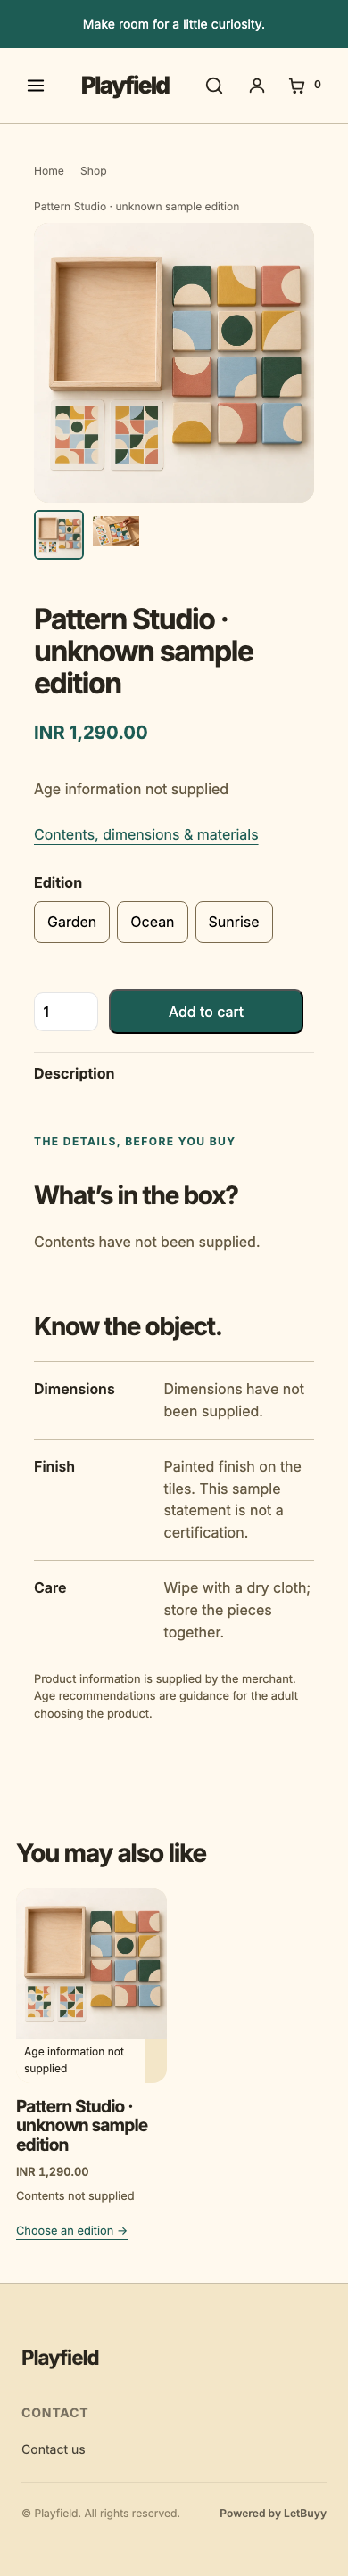 Make room for a little curiosity.
Playfield
0
Home Shop
Pattern Studio · unknown sample edition
Pattern Studio ·
unknown sample
edition
INR 1,290.00
Age information not supplied
Contents, dimensions & materials
Edition
Garden Ocean Sunrise
1 Add to cart
Description
THE DETAILS, BEFORE YOU BUY
What’s in the box?
Contents have not been supplied.
Know the object.
Dimensions Dimensions have not
been supplied.
Finish Painted finish on the
tiles. This sample
statement is not a
certification.
Care Wipe with a dry cloth;
store the pieces
together.
Product information is supplied by the merchant.
Age recommendations are guidance for the adult
choosing the product.
You may also like
Age information not
supplied
Pattern Studio ·
unknown sample
edition
INR 1,290.00
Contents not supplied
Choose an edition →
Playfield
CONTACT
Contact us
© Playfield. All rights reserved. Powered by LetBuyy